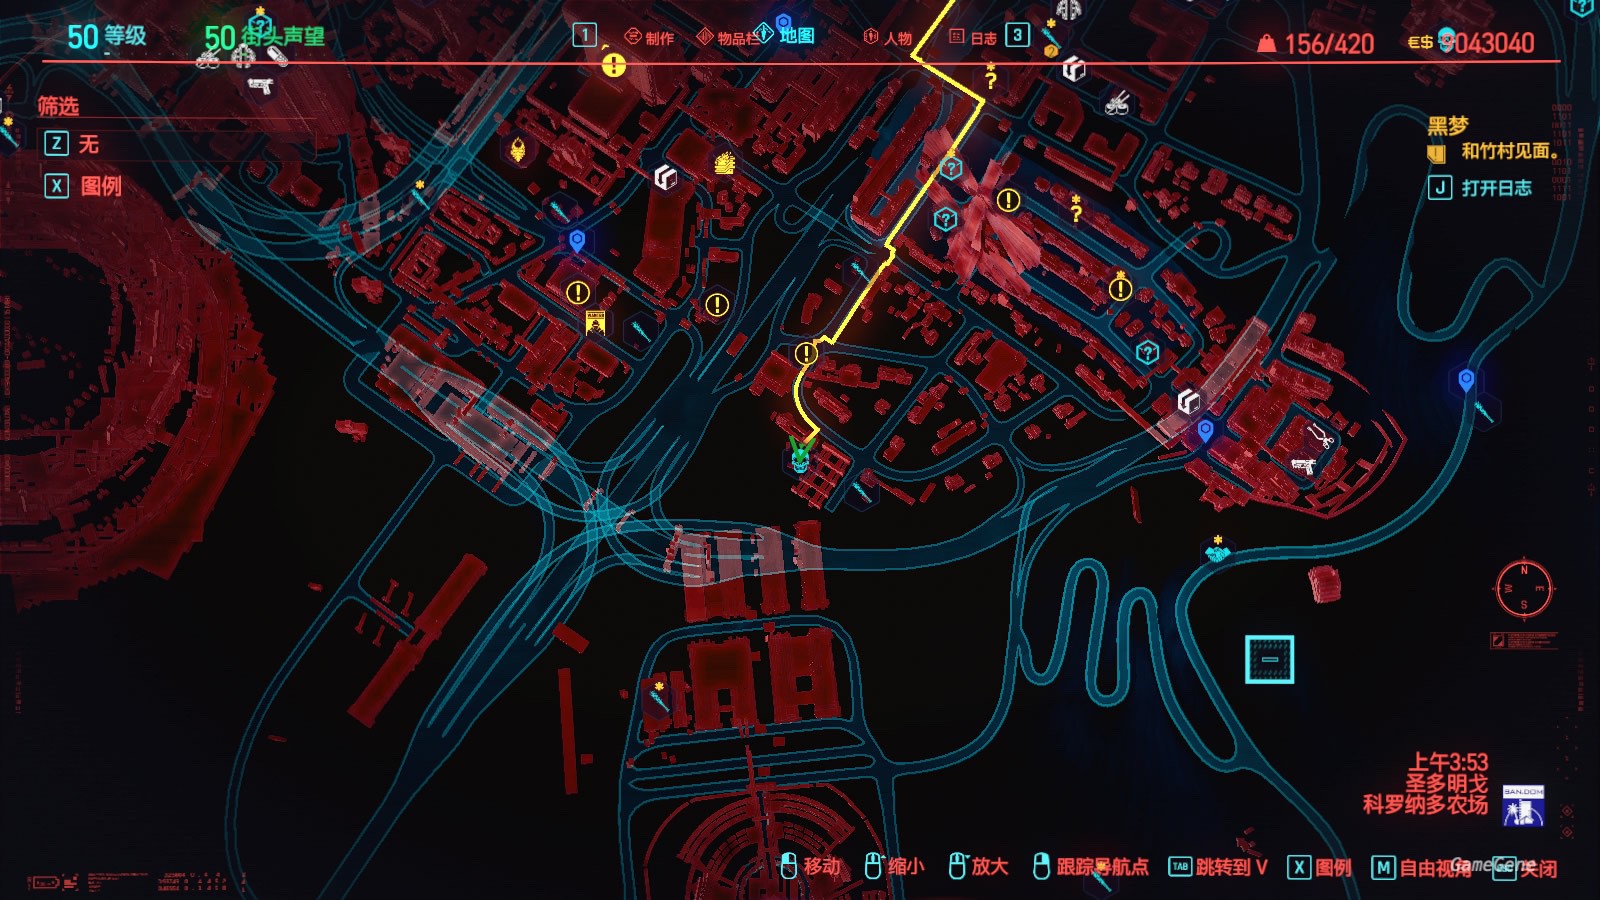 50 等级
50 街头声望
1
制作
物品栏
地图
人物
日志
3
156/420
€$ 9043040
筛选
Z 无
X 图例
黑梦
和竹村见面。
J 打开日志
N
W E
S
上午3:53
圣多明戈
科罗纳多农场
SAN.DOM
移动
缩小
放大
跟踪导航点
TAB 跳转到 V
X 图例
M 自由视角
关闭
GameGene